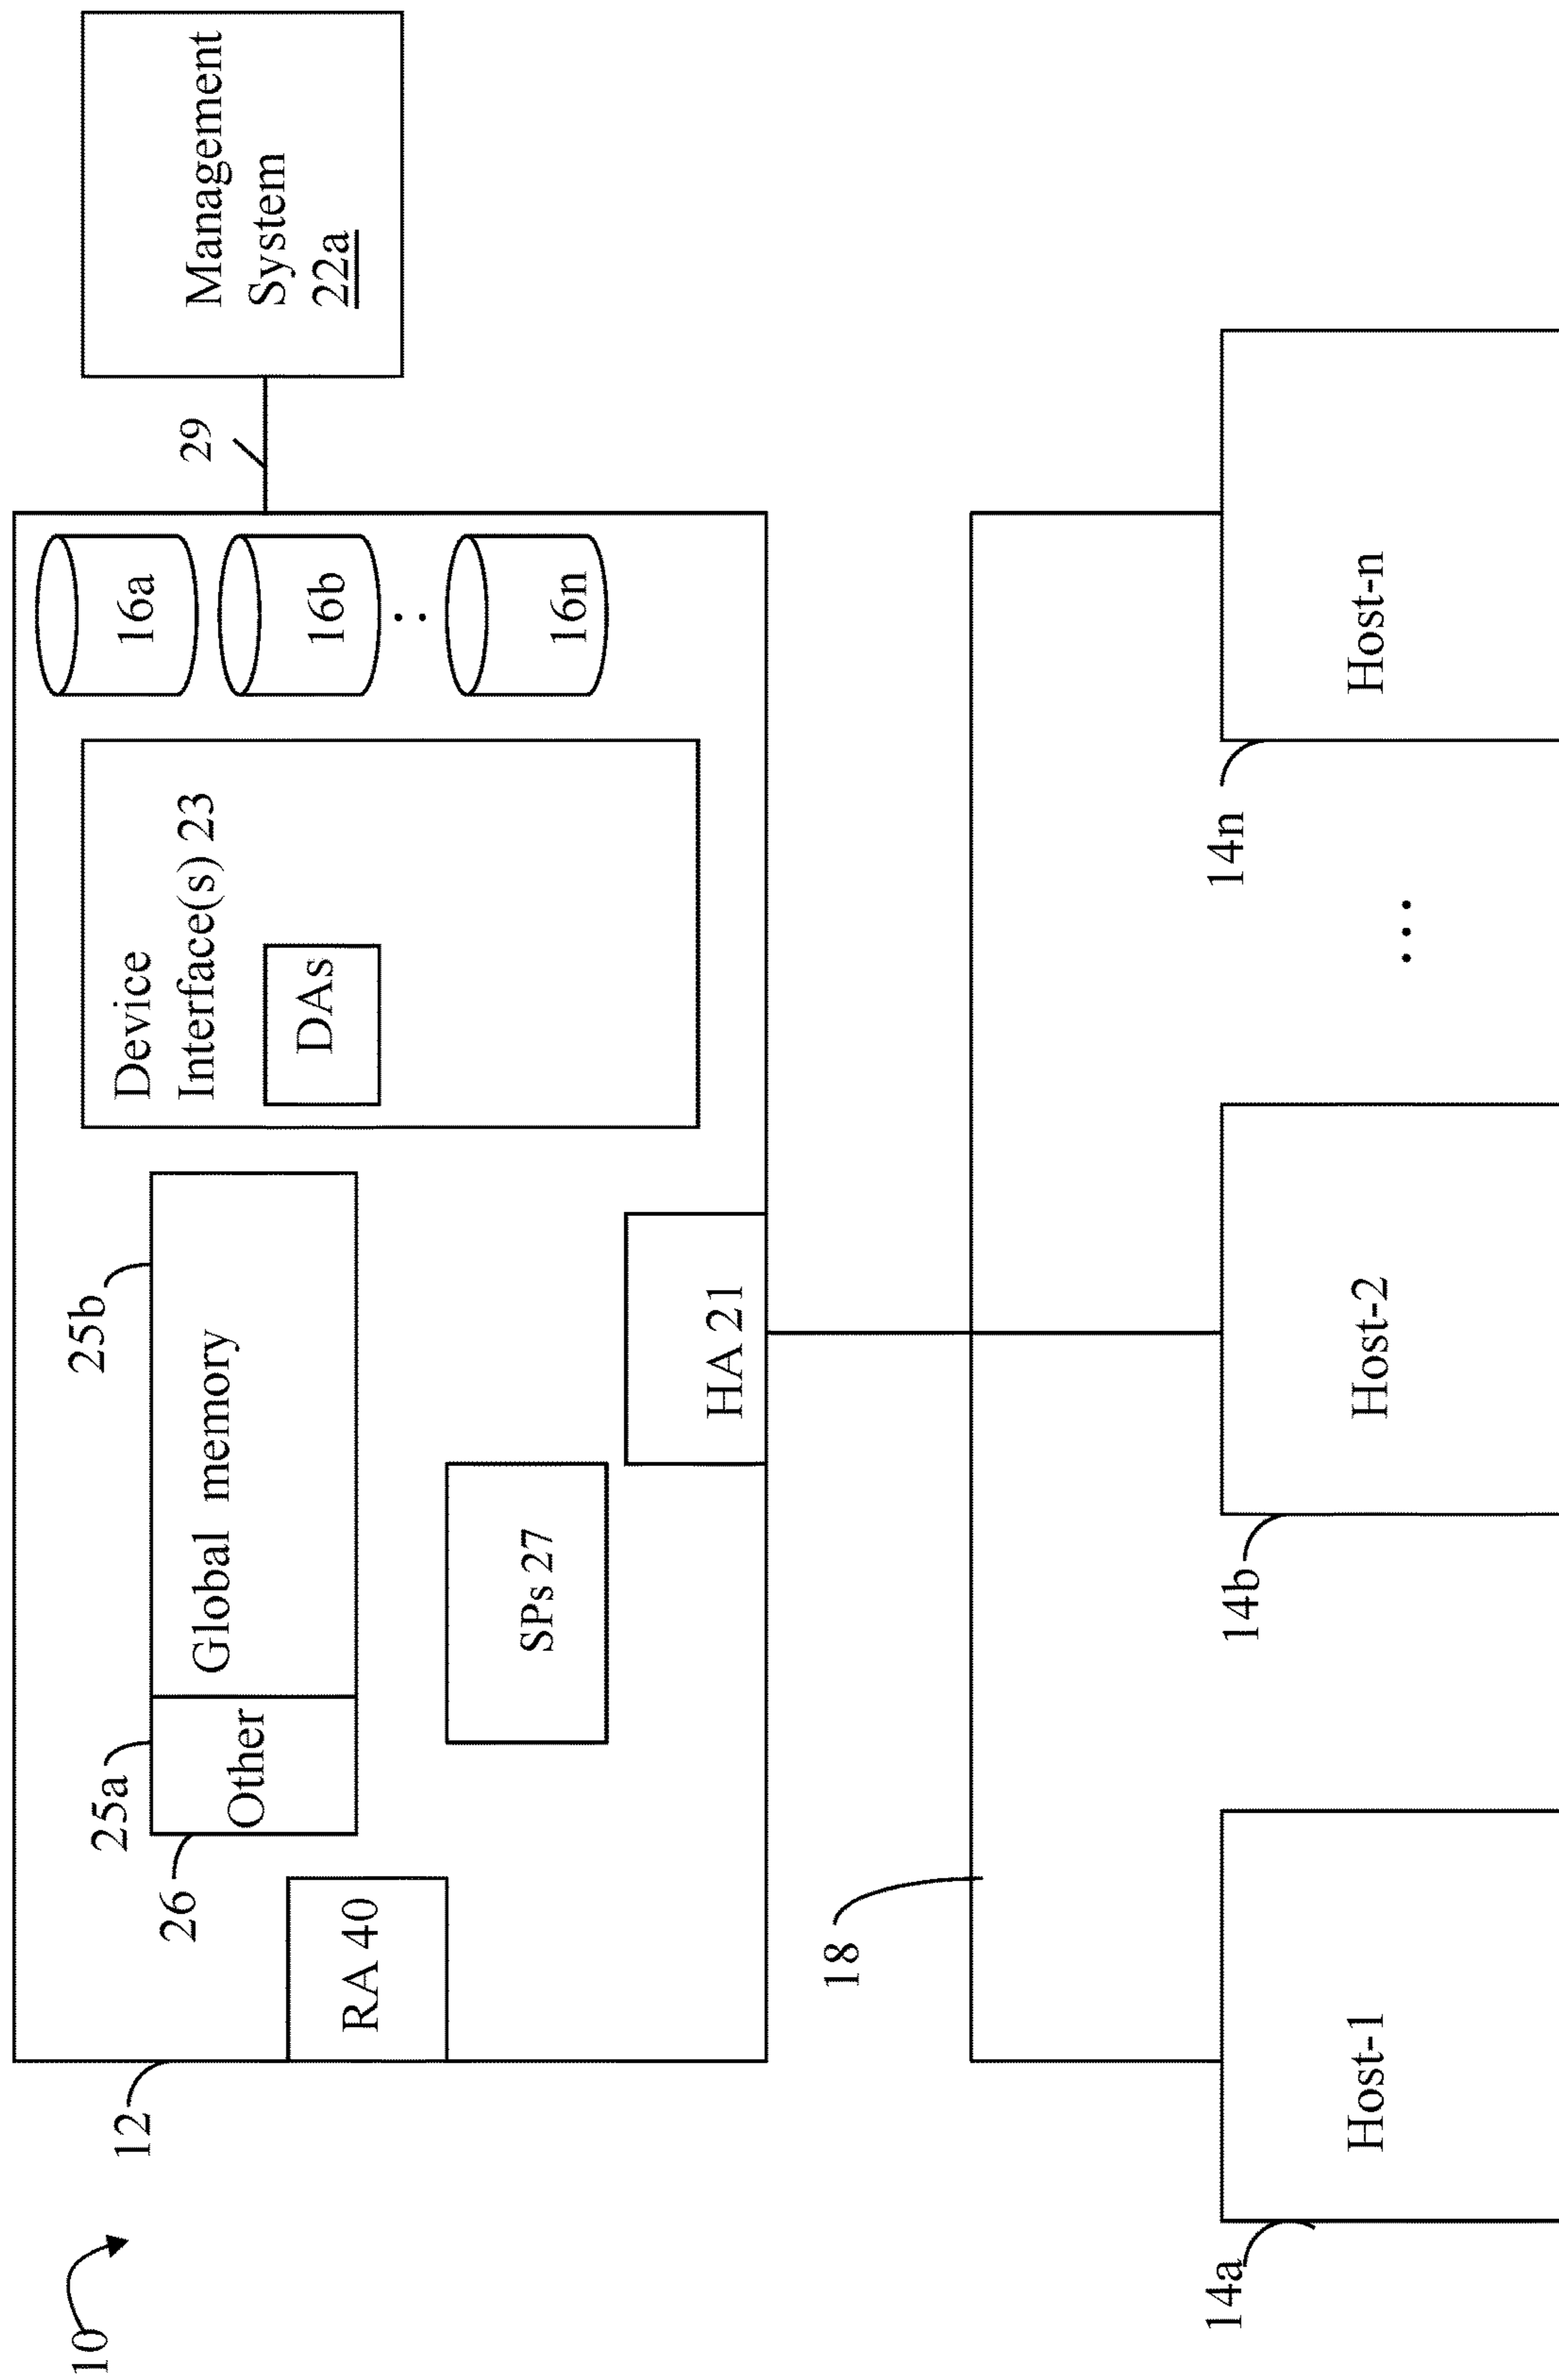 10
12
RA 40
26
25a
Other
Global memory
25b
SPs 27
HA 21
Device
Interface(s) 23
DAs
16a
16b
:
16n
29
Management
System
22a
18
14a
Host-1
14b
Host-2
...
14n
Host-n